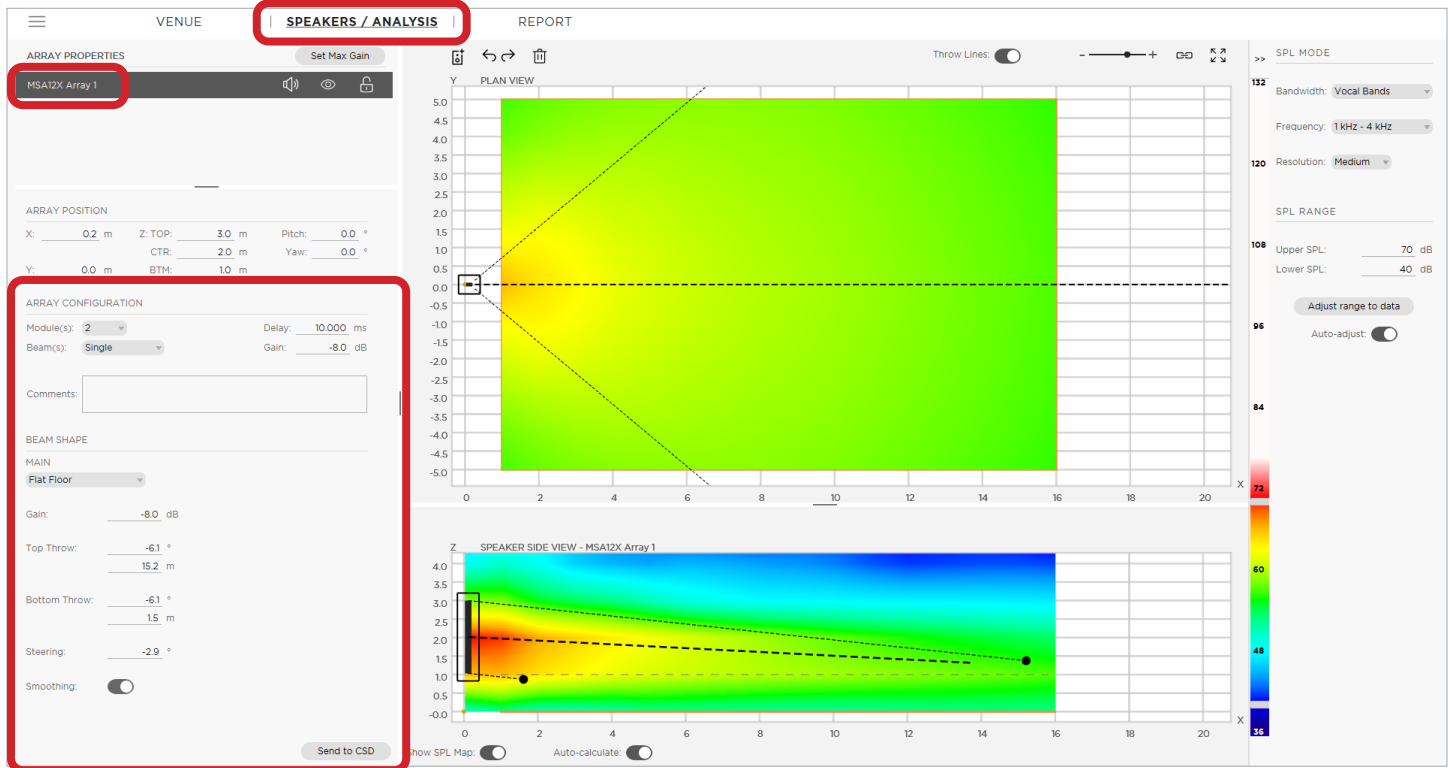 VENUE | SPEAKERS / ANALYSIS | REPORT
ARRAY PROPERTIES
Set Max Gain
MSA12X Array 1
ARRAY POSITION
X: 0.2 m Z: TOP: 3.0 m Pitch: 0.0 °
CTR: 2.0 m Yaw: 0.0 °
Y: 0.0 m BTM: 1.0 m
ARRAY CONFIGURATION
Module(s): 2 Delay: 10.000 ms
Beam(s): Single Gain: -8.0 dB
Comments:
BEAM SHAPE
MAIN
Flat Floor
Gain: -8.0 dB
Top Throw: -6.1 °
15.2 m
Bottom Throw: -6.1 °
1.5 m
Steering: -2.9 °
Smoothing:
Send to CSD
Throw Lines: - +
Y PLAN VIEW
5.0
4.5
4.0
3.5
3.0
2.5
2.0
1.5
1.0
0.5
0.0
-0.5
-1.0
-1.5
-2.0
-2.5
-3.0
-3.5
-4.0
-4.5
-5.0
0 2 4 6 8 10 12 14 16 18 20 X
Z SPEAKER SIDE VIEW - MSA12X Array 1
4.0
3.5
3.0
2.5
2.0
1.5
1.0
0.5
-0.0
0 2 4 6 8 10 12 14 16 18 20 X
Show SPL Map: Auto-calculate:
>>
132
120
108
96
84
72
60
48
36
SPL MODE
Bandwidth: Vocal Bands
Frequency: 1 kHz - 4 kHz
Resolution: Medium
SPL RANGE
Upper SPL: 70 dB
Lower SPL: 40 dB
Adjust range to data
Auto-adjust: